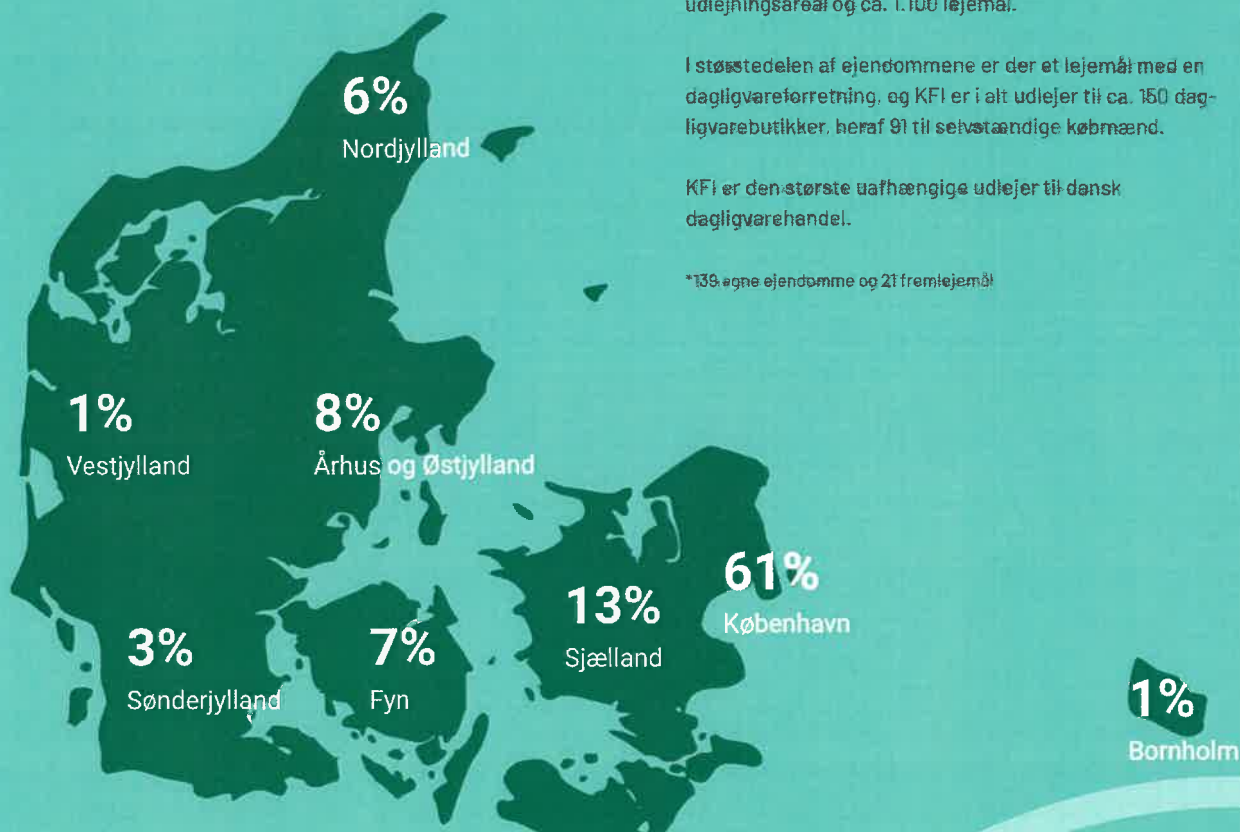 udlejningsareal og ca. 1.100 lejemål.
I størstedelen af ejendommene er der et lejemål med en
dagligvareforretning, og KFI er i alt udlejer til ca. 150 dag-
ligvarebutikker, heraf 91 til selvstændige købmænd.
KFI er den største uafhængige udlejer til dansk
dagligvarehandel.
*139 egne ejendomme og 21 fremlejemål
6%
Nordjylland
1%
Vestjylland
8%
Århus og Østjylland
61%
København
13%
Sjælland
3%
Sønderjylland
7%
Fyn
1%
Bornholm